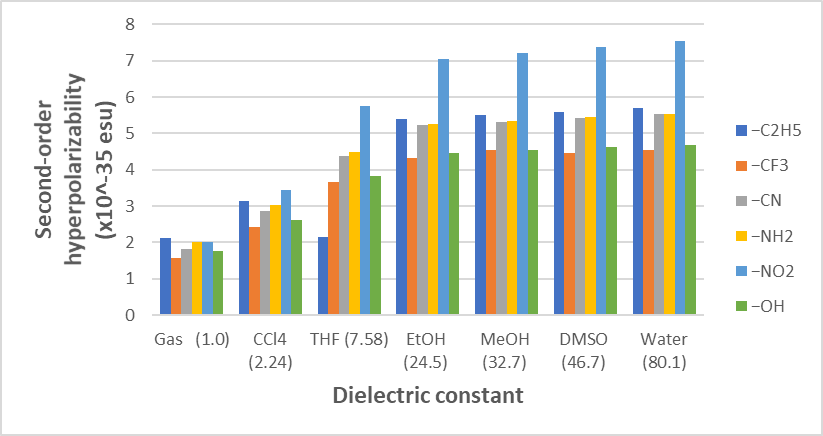 Second-order
hyperpolarizability
(x10^-35 esu)
8
7
6
5
4
3
2
1
0
Gas (1.0)
CCl4
(2.24)
THF (7.58)
EtOH
(24.5)
MeOH
(32.7)
DMSO
(46.7)
Water
(80.1)
Dielectric constant
−C2H5
−CF3
−CN
−NH2
−NO2
−OH